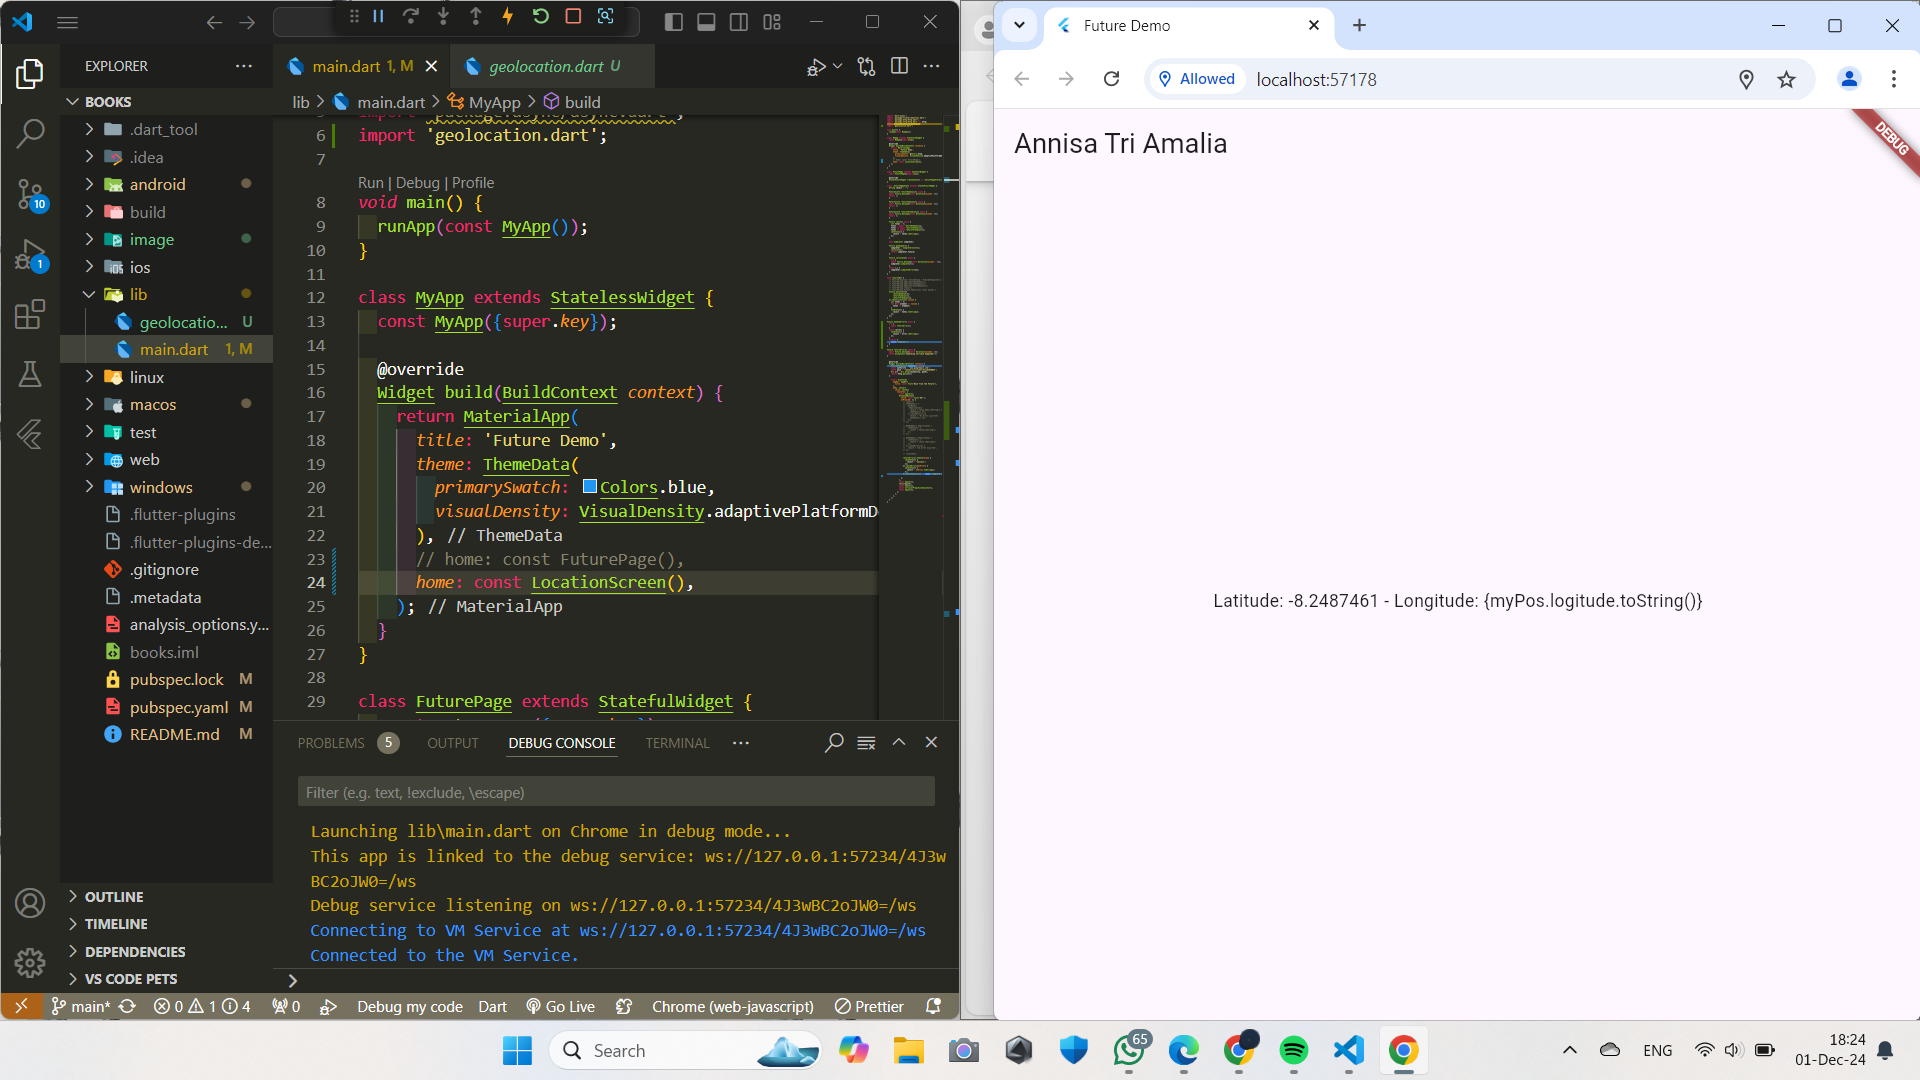 EXPLORER
BOOKS
.dart_tool
.idea
android
build
image
ios
lib
geolocatio... U
main.dart 1, M
linux
macos
test
web
windows
.flutter-plugins
.flutter-plugins-de...
.gitignore
.metadata
analysis_options.y...
books.iml
pubspec.lock M
pubspec.yaml M
README.md M
OUTLINE
TIMELINE
DEPENDENCIES
VS CODE PETS
10
1
main.dart 1, M
geolocation.dart U
lib > main.dart > MyApp > build
import 'package:async/async.dart';
6 import 'geolocation.dart';
7
Run | Debug | Profile
8 void main() {
9 runApp(const MyApp());
10 }
11
12 class MyApp extends StatelessWidget {
13 const MyApp({super.key});
14
15 @override
16 Widget build(BuildContext context) {
17 return MaterialApp(
18 title: 'Future Demo',
19 theme: ThemeData(
20 primarySwatch: Colors.blue,
21 visualDensity: VisualDensity.adaptivePlatformD
22 ), // ThemeData
23 // home: const FuturePage(),
24 home: const LocationScreen(),
25 ); // MaterialApp
26 }
27 }
28
29 class FuturePage extends StatefulWidget {
PROBLEMS 5 OUTPUT DEBUG CONSOLE TERMINAL
Filter (e.g. text, !exclude, \escape)
Launching lib\main.dart on Chrome in debug mode...
This app is linked to the debug service: ws://127.0.0.1:57234/4J3w
BC2oJW0=/ws
Debug service listening on ws://127.0.0.1:57234/4J3wBC2oJW0=/ws
Connecting to VM Service at ws://127.0.0.1:57234/4J3wBC2oJW0=/ws
Connected to the VM Service.
main* 0 1 4 0 Debug my code Dart Go Live Chrome (web-javascript) Prettier
Future Demo
Allowed localhost:57178
Annisa Tri Amalia
DEBUG
Latitude: -8.2487461 - Longitude: {myPos.logitude.toString()}
Search
65
ENG
18:24
01-Dec-24